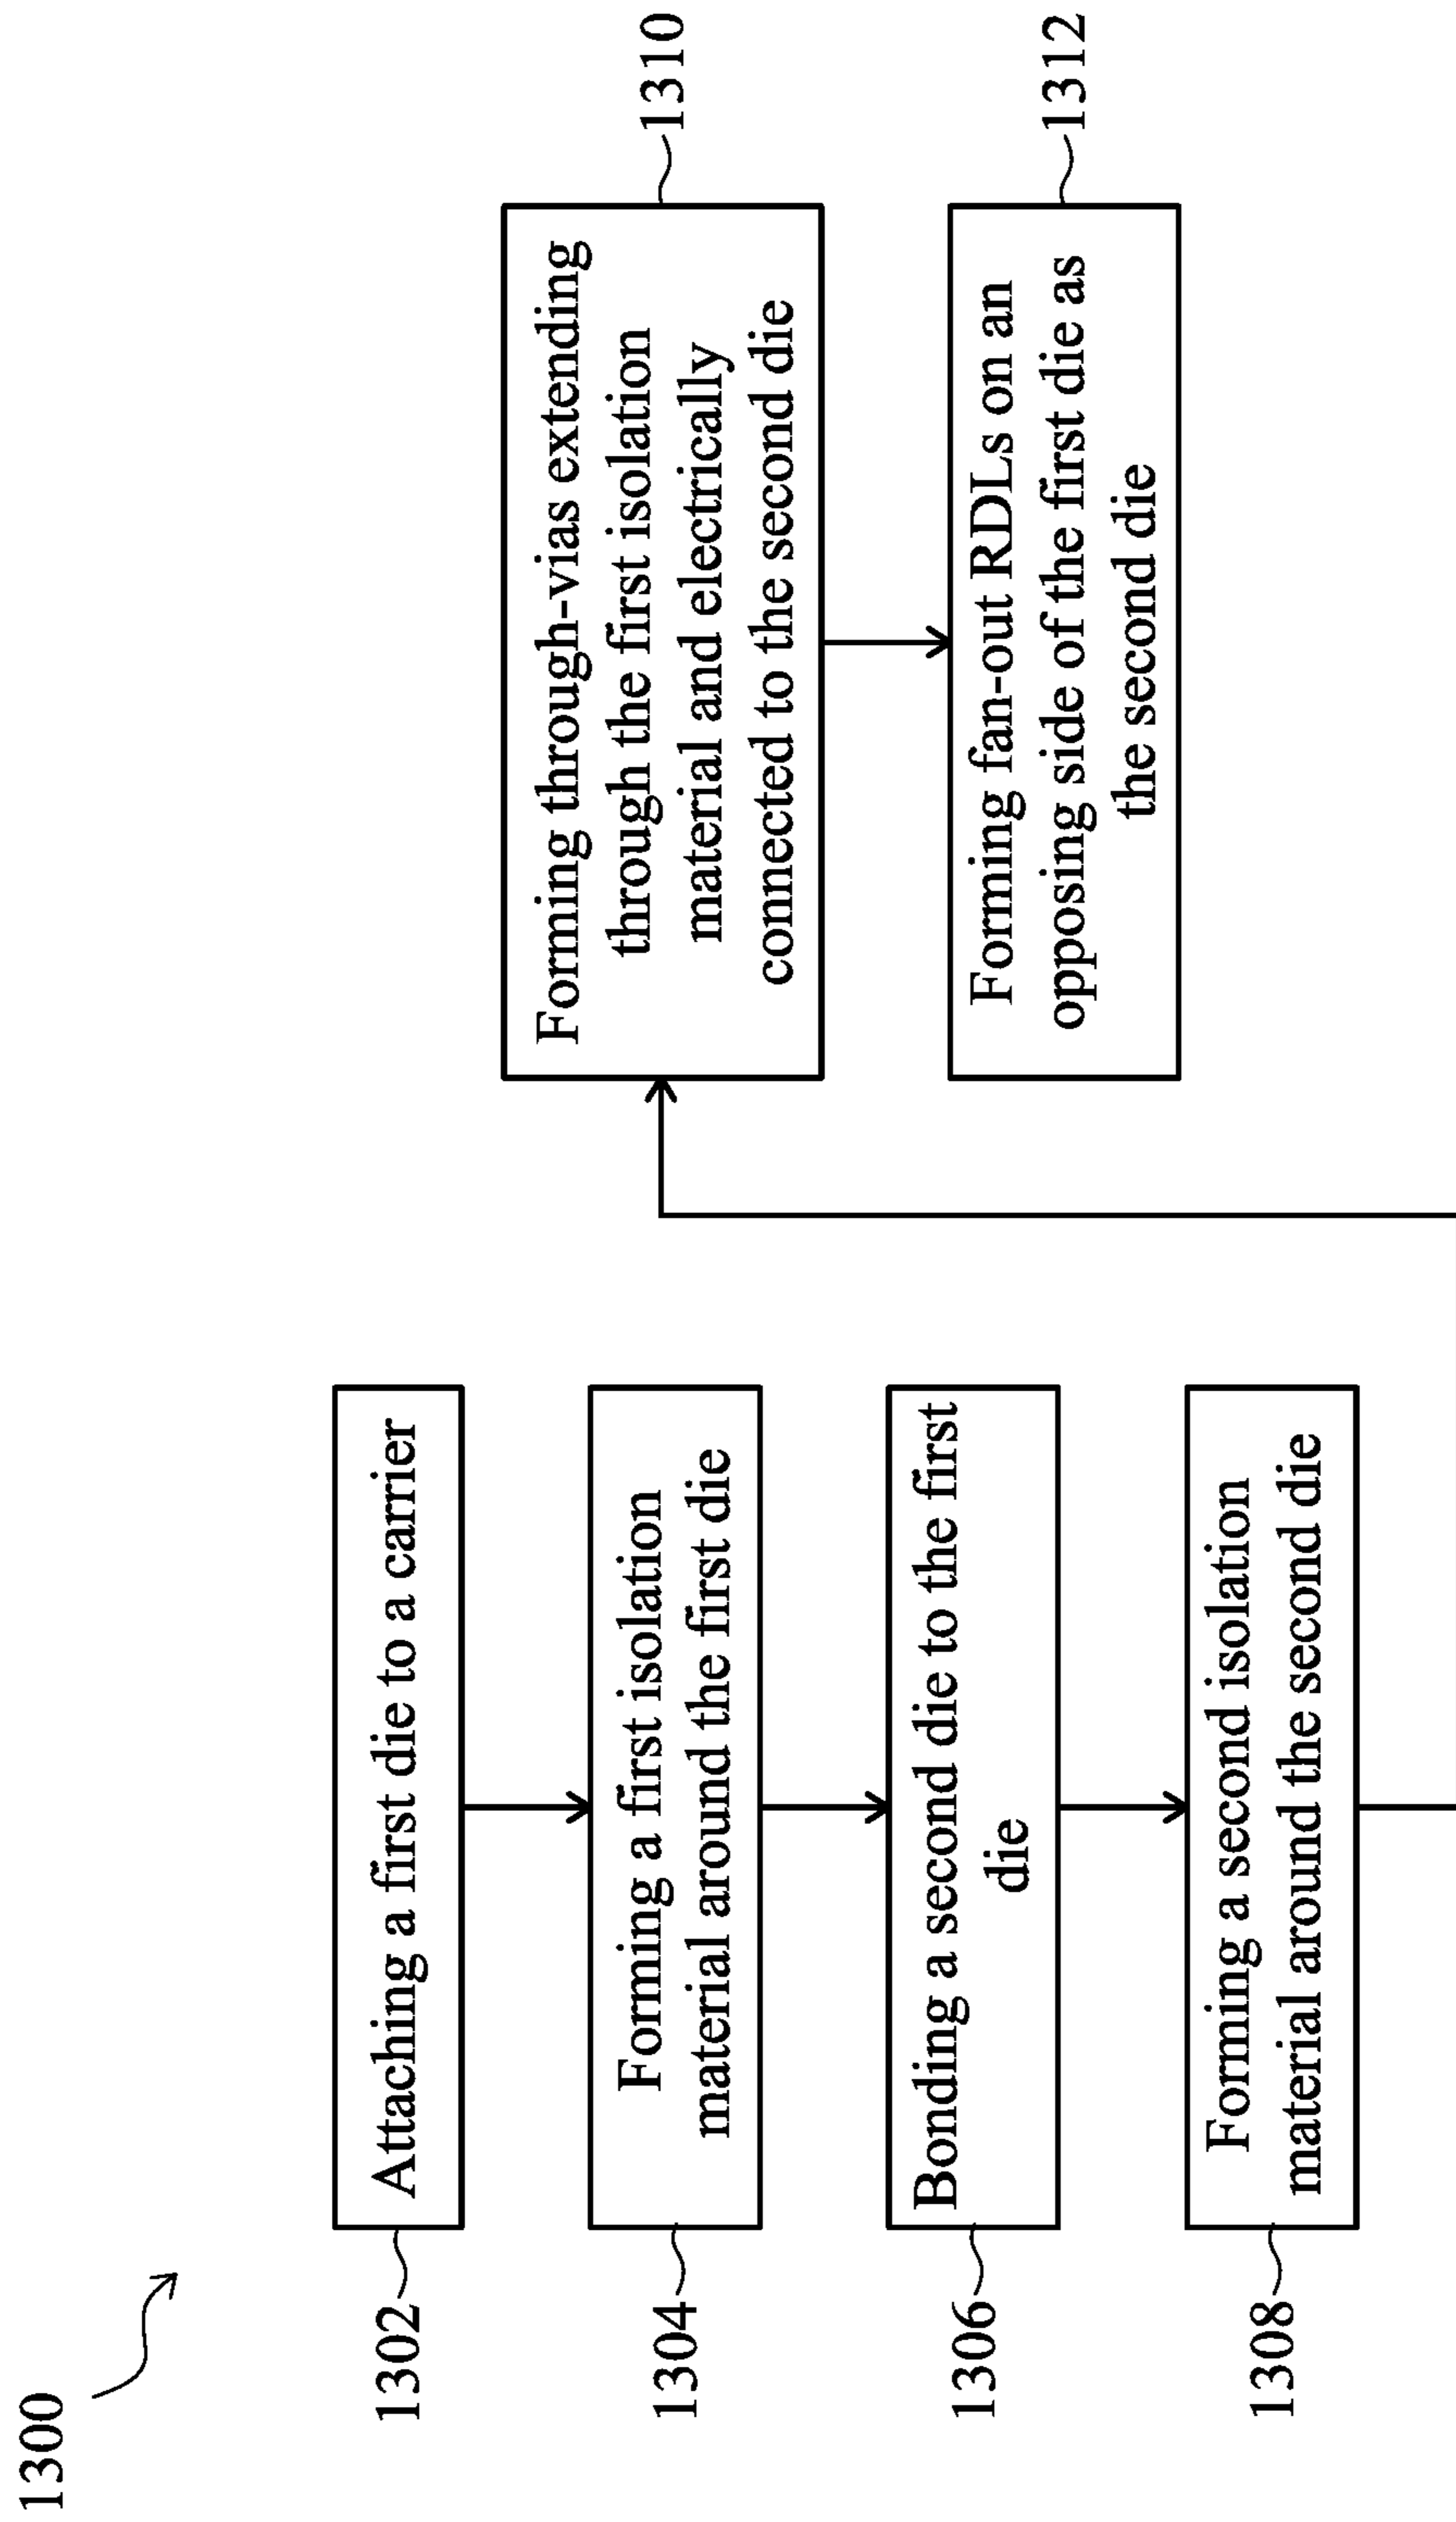 1300
1302
Attaching a first die to a carrier
1304
Forming a first isolation
material around the first die
1306
Bonding a second die to the first
die
1308
Forming a second isolation
material around the second die
Forming through-vias extending
through the first isolation
material and electrically
connected to the second die
1310
Forming fan-out RDLs on an
opposing side of the first die as
the second die
1312